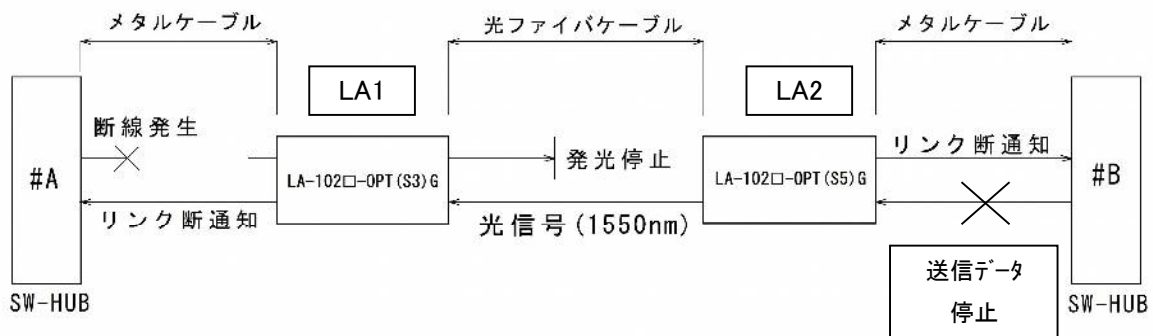 メタルケーブル
光ファイバケーブル
メタルケーブル
LA1
LA2
断線発生
発光停止
リンク断通知
#A
LA-102□-OPT(S3)G
LA-102□-OPT(S5)G
#B
リンク断通知
光信号(1550nm)
送信データ
停止
SW-HUB
SW-HUB